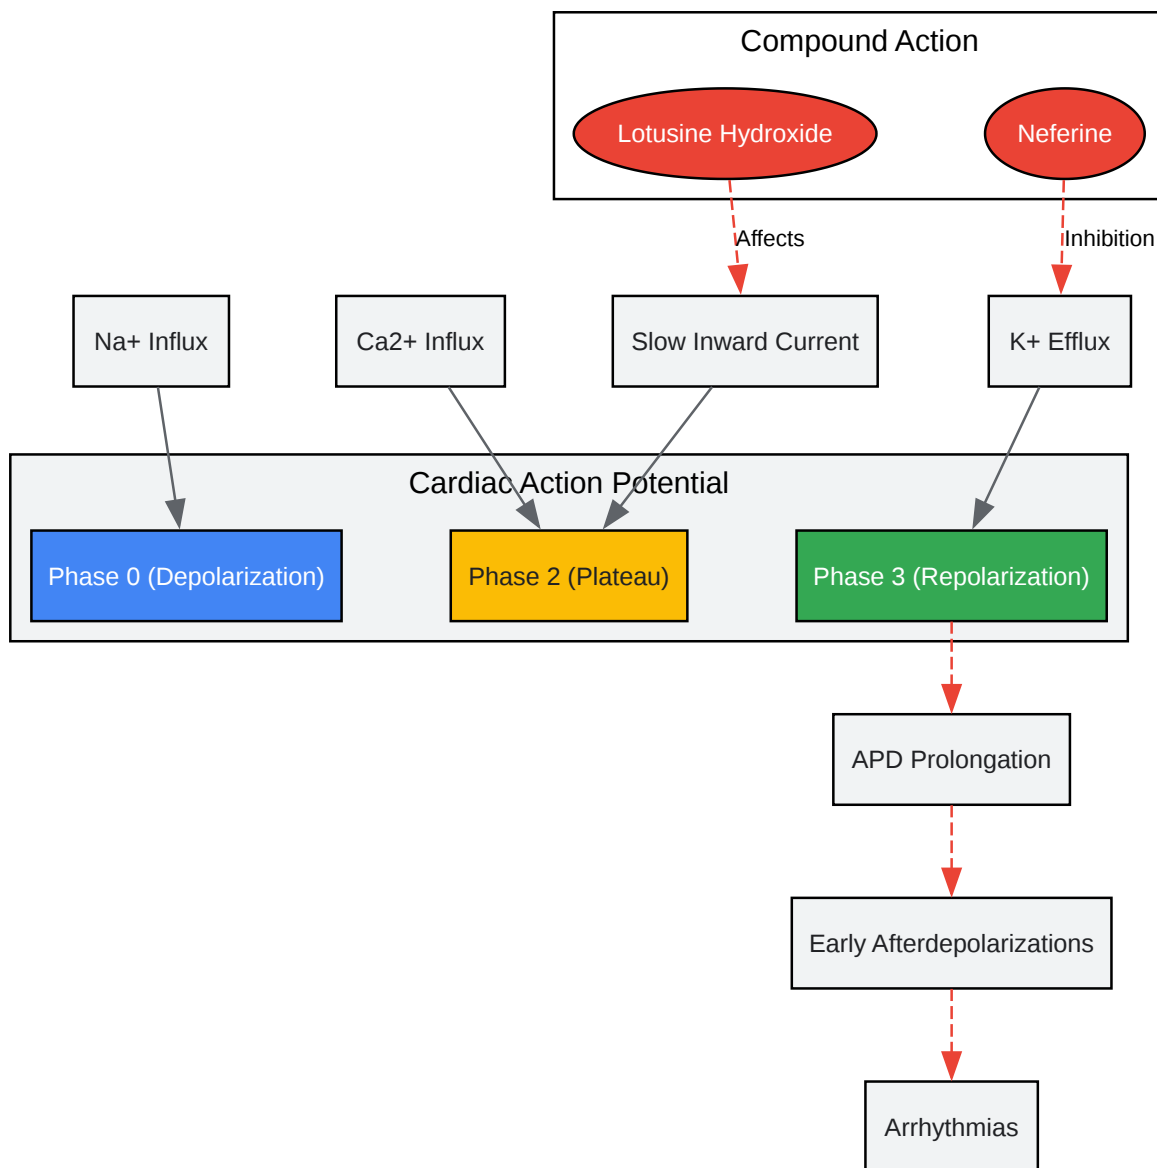 Compound Action
Lotusine Hydroxide
Neferine
Affects
Inhibition
Na+ Influx
Ca2+ Influx
Slow Inward Current
K+ Efflux
Cardiac Action Potential
Phase 0 (Depolarization)
Phase 2 (Plateau)
Phase 3 (Repolarization)
APD Prolongation
Early Afterdepolarizations
Arrhythmias